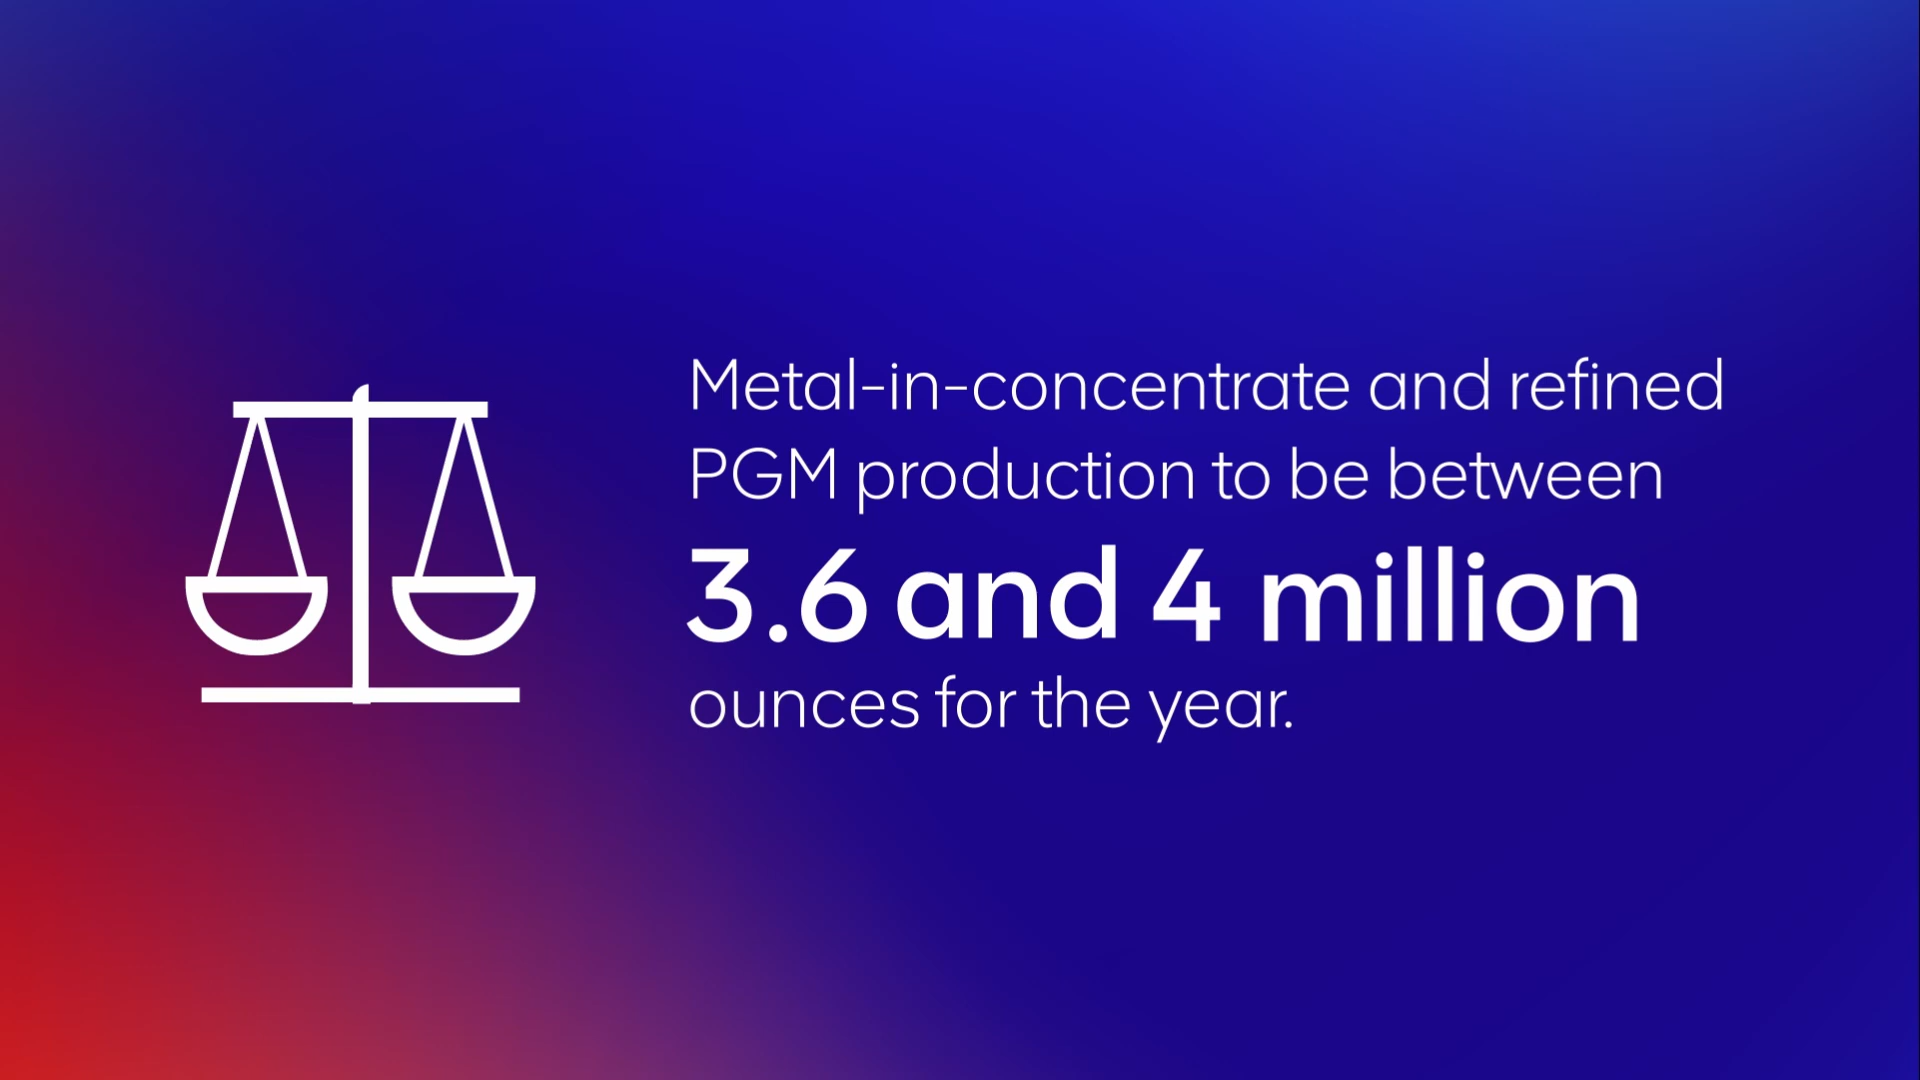 Metal-in-concentrate and refined
PGM production to be between
3.6 and 4 million
ounces for the year.